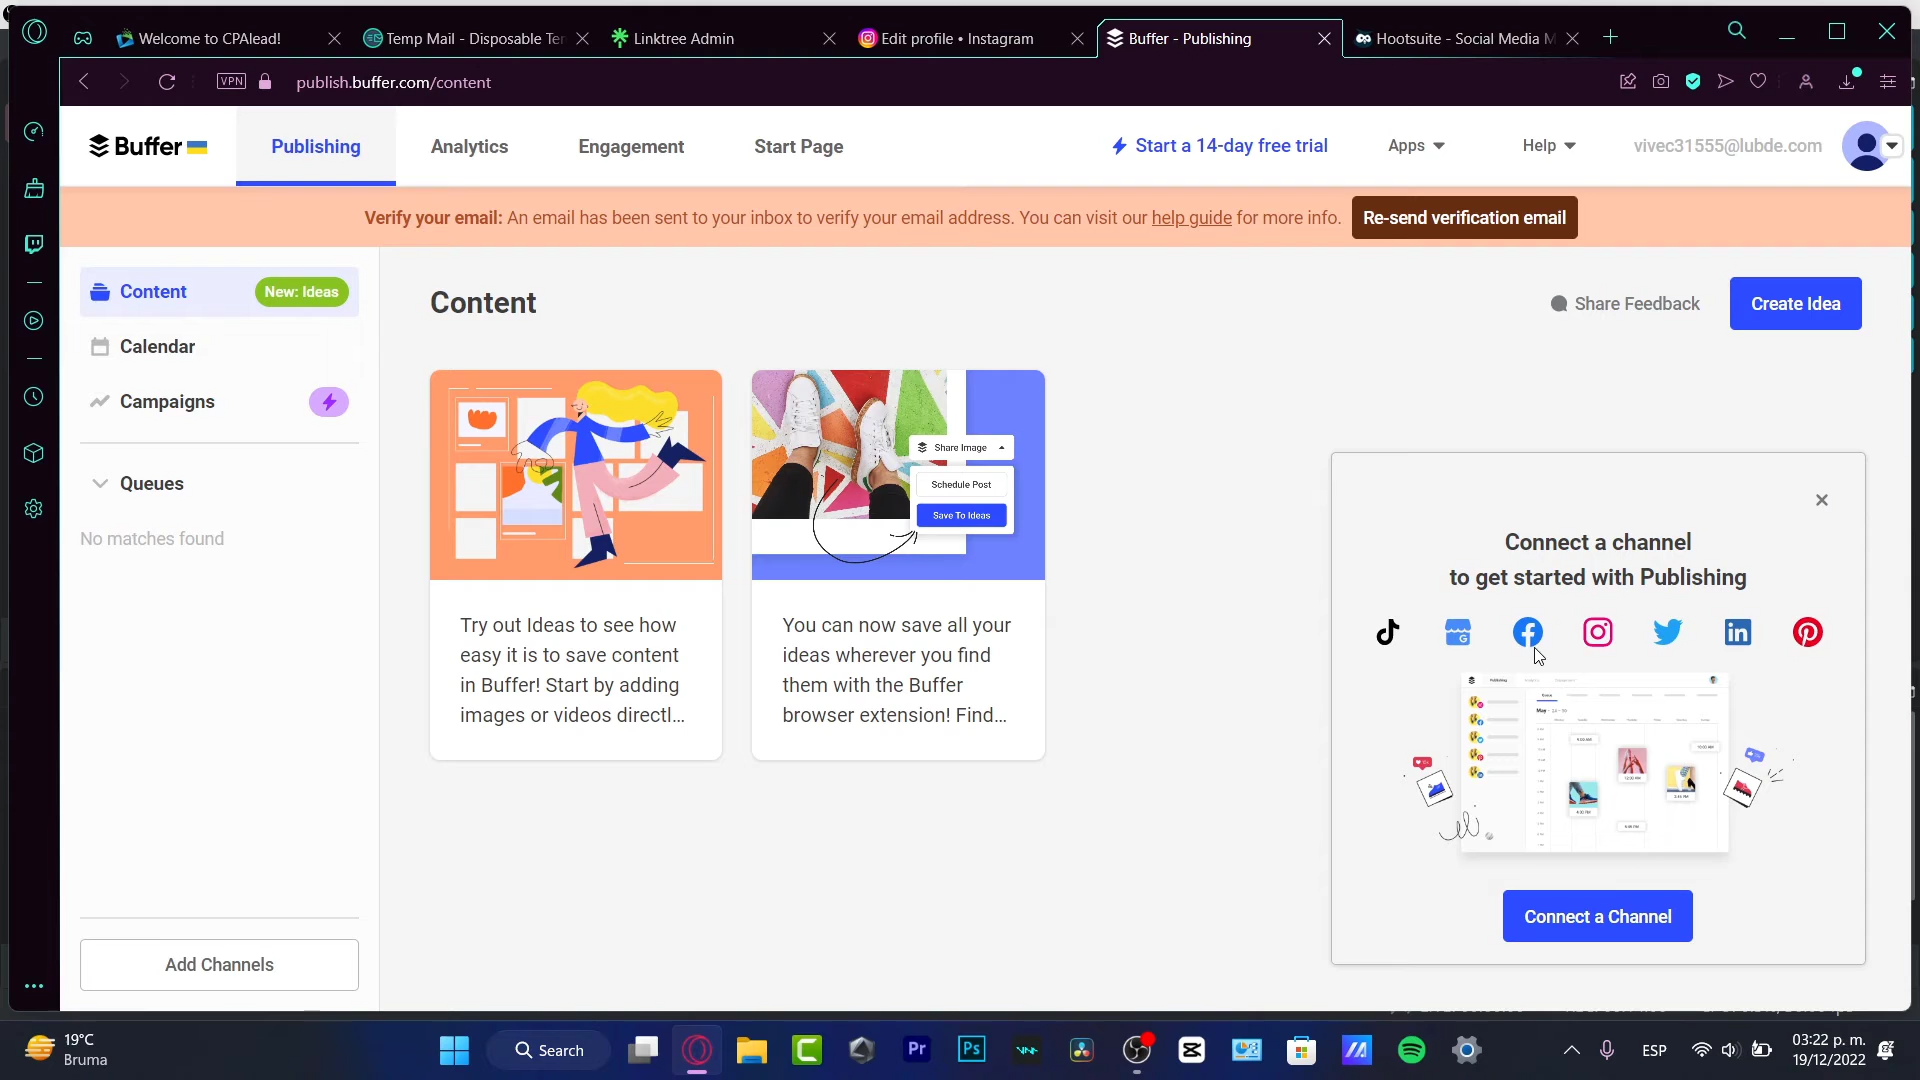 Welcome to CPAlead!
Temp Mail - Disposable Ter
Linktree Admin
Edit profile • Instagram
Buffer - Publishing
Hootsuite - Social Media M
VPN
publish.buffer.com/content
Buffer
Publishing
Analytics
Engagement
Start Page
Start a 14-day free trial
Apps
Help
vivec31555@lubde.com
Verify your email: An email has been sent to your inbox to verify your email address. You can visit our help guide for more info.
Re-send verification email
Content
New: Ideas
Calendar
Campaigns
Queues
No matches found
Add Channels
Content
Share Feedback
Create Idea
Try out Ideas to see how
easy it is to save content
in Buffer! Start by adding
images or videos directl...
Share Image
Schedule Post
Save To Ideas
You can now save all your
ideas wherever you find
them with the Buffer
browser extension! Find...
Connect a channel
to get started with Publishing
Connect a Channel
19°C
Bruma
Search
Pr
Ps
ESP
03:22 p. m.
19/12/2022